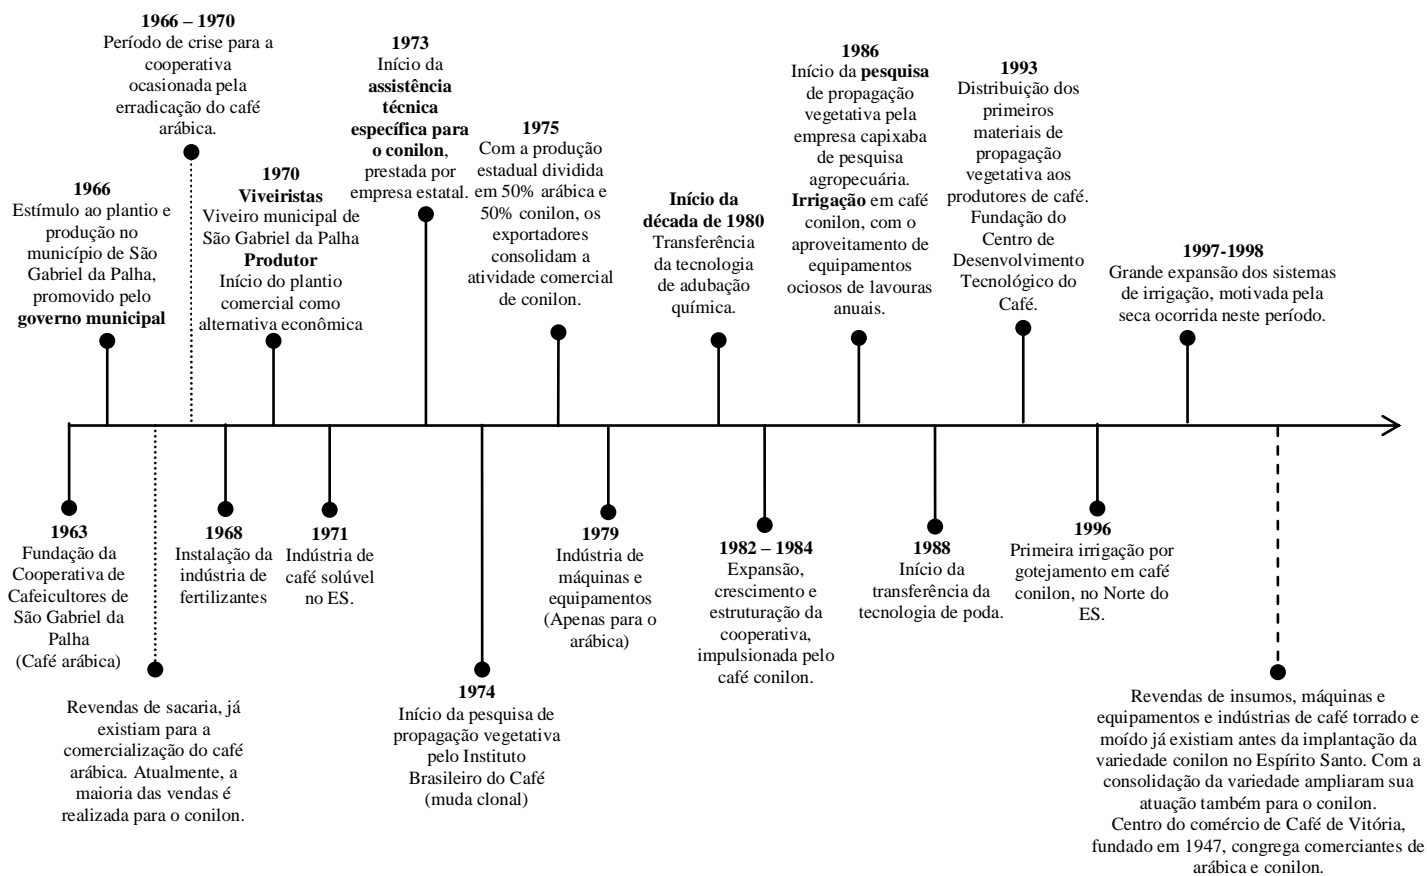 1966 – 1970
Período de crise para a
cooperativa
ocasionada pela
erradicação do café
arábica.
1966
Estímulo ao plantio e
produção no
município de São
Gabriel da Palha,
promovido pelo
governo municipal
1970
Viveiristas
Viveiro municipal de
São Gabriel da Palha
Produtor
Início do plantio
comercial como
alternativa econômica
1973
Início da
assistência
técnica
específica para
o conilon,
prestada por
empresa estatal.
1975
Com a produção
estadual dividida
em 50% arábica e
50% conilon, os
exportadores
consolidam a
atividade comercial
de conilon.
Início da
década de 1980
Transferência
da tecnologia
de adubação
química.
1986
Início da pesquisa
de propagação
vegetativa pela
empresa capixaba
de pesquisa
agropecuária.
Irrigação em café
conilon, com o
aproveitamento de
equipamentos
ociosos de lavouras
anuais.
1993
Distribuição dos
primeiros
materiais de
propagação
vegetativa aos
produtores de café.
Fundação do
Centro de
Desenvolvimento
Tecnológico do
Café.
1997-1998
Grande expansão dos sistemas
de irrigação, motivada pela
seca ocorrida neste período.
1963
Fundação da
Cooperativa de
Cafeicultores de
São Gabriel da
Palha
(Café arábica)
Revendas de sacaria, já
existiam para a
comercialização do café
arábica. Atualmente, a
maioria das vendas é
realizada para o conilon.
1968
Instalação da
indústria de
fertilizantes
1971
Indústria de
café solúvel
no ES.
1974
Início da pesquisa de
propagação vegetativa
pelo Instituto
Brasileiro do Café
(muda clonal)
1979
Indústria de
máquinas e
equipamentos
(Apenas para o
arábica)
1982 – 1984
Expansão,
crescimento e
estruturação da
cooperativa,
impulsionada pelo
café conilon.
1988
Início da
transferência da
tecnologia de poda.
1996
Primeira irrigação por
gotejamento em café
conilon, no Norte do
ES.
Revendas de insumos, máquinas e
equipamentos e indústrias de café torrado e
moído já existiam antes da implantação da
variedade conilon no Espírito Santo. Com a
consolidação da variedade ampliaram sua
atuação também para o conilon.
Centro do comércio de Café de Vitória,
fundado em 1947, congrega comerciantes de
arábica e conilon.